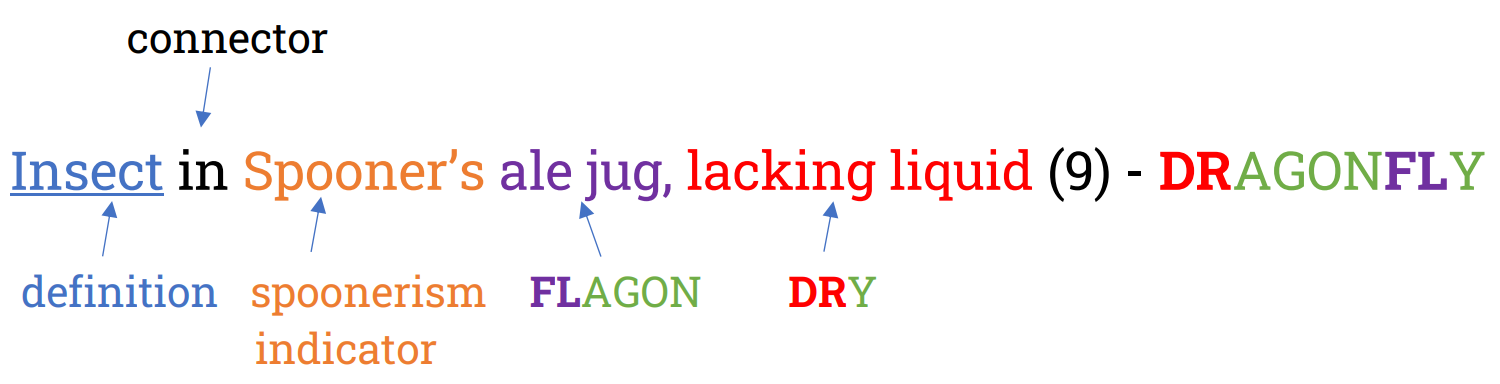 connector
Insect in Spooner’s ale jug, lacking liquid (9) - DRAGONFLY
definition spoonerism FLAGON DRY
indicator